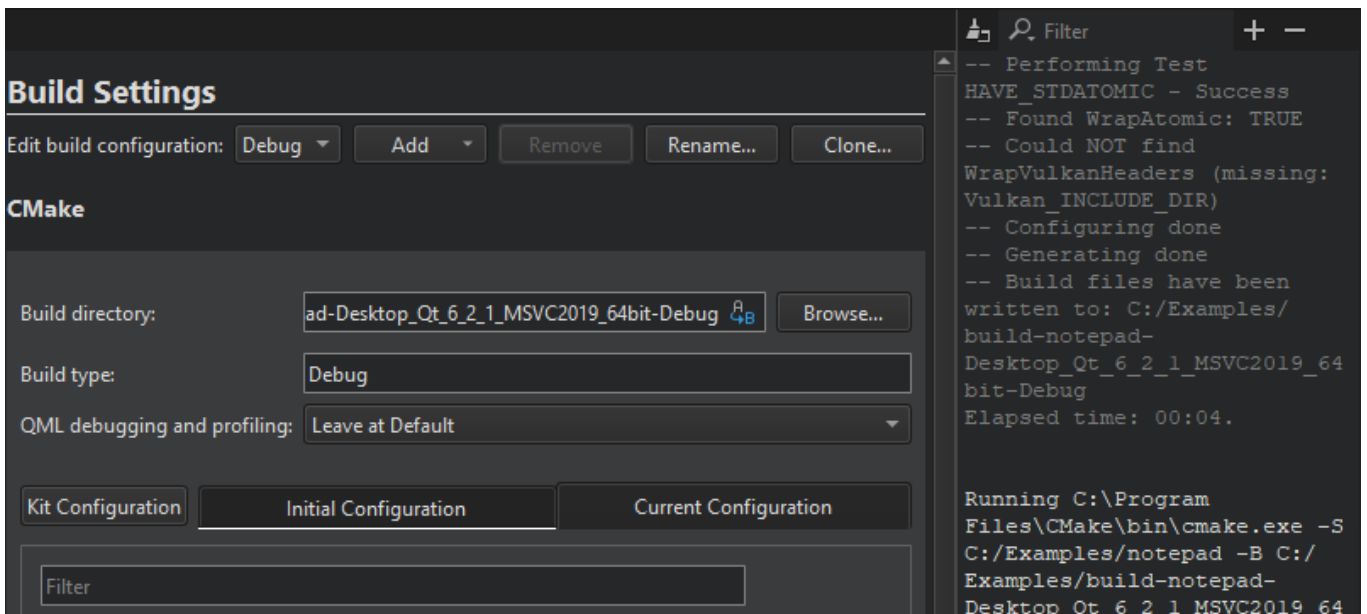 Build Settings
Edit build configuration: Debug Add Remove Rename... Clone...
CMake
Build directory: ad-Desktop_Qt_6_2_1_MSVC2019_64bit-Debug Browse...
Build type: Debug
QML debugging and profiling: Leave at Default
Kit Configuration Initial Configuration Current Configuration
Filter
Filter
-- Performing Test
HAVE_STDATOMIC - Success
-- Found WrapAtomic: TRUE
-- Could NOT find
WrapVulkanHeaders (missing:
Vulkan_INCLUDE_DIR)
-- Configuring done
-- Generating done
-- Build files have been
written to: C:/Examples/
build-notepad-
Desktop_Qt_6_2_1_MSVC2019_64
bit-Debug
Elapsed time: 00:04.
Running C:\Program
Files\CMake\bin\cmake.exe -S
C:/Examples/notepad -B C:/
Examples/build-notepad-
Desktop_Qt_6_2_1_MSVC2019_64